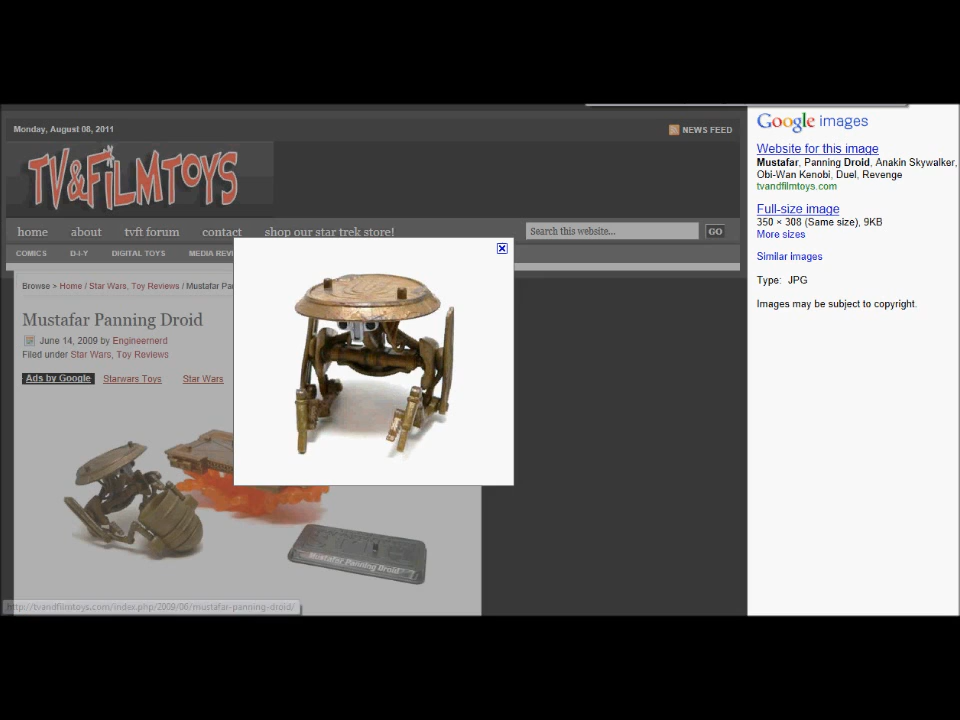 Monday, August 08, 2011
NEWS FEED
TV&FILMTOYS
home about tvft forum contact shop our star trek store!
Search this website... GO
COMICS D-I-Y DIGITAL TOYS MEDIA REV
Browse > Home / Star Wars, Toy Reviews / Mustafar Pa
Mustafar Panning Droid
June 14, 2009 by Engineernerd
Filed under Star Wars, Toy Reviews
Ads by Google Starwars Toys Star Wars
Mustafar Panning Droid
http://tvandfilmtoys.com/index.php/2009/06/mustafar-panning-droid/
Google images
Website for this image
Mustafar, Panning Droid, Anakin Skywalker,
Obi-Wan Kenobi, Duel, Revenge
tvandfilmtoys.com
Full-size image
350 × 308 (Same size), 9KB
More sizes
Similar images
Type: JPG
Images may be subject to copyright.